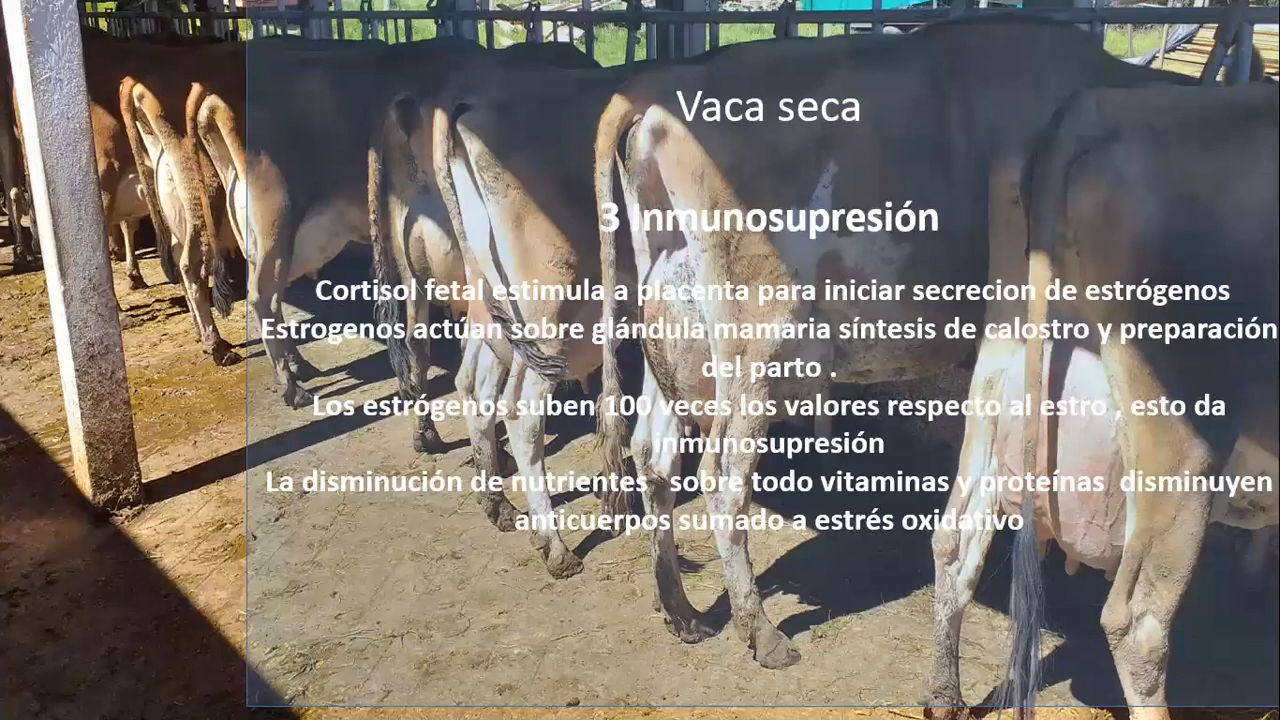 Vaca seca
3 Inmunosupresión
Cortisol fetal estimula a placenta para iniciar secrecion de estrógenos
Estrogenos actúan sobre glándula mamaria síntesis de calostro y preparación
del parto .
Los estrógenos suben 100 veces los valores respecto al estro , esto da
inmunosupresión
La disminución de nutrientes sobre todo vitaminas y proteínas disminuyen
anticuerpos sumado a estrés oxidativo